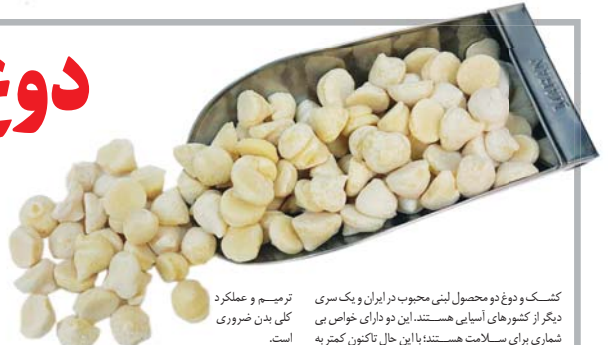 دوغ
کشک و دوغ دو محصول لبنی محبوب در ایران و یک سری
دیگر از کشورهای آسیایی هستند. این دو دارای خواص بی
شماری برای سلامت هستند؛ با این حال تاکنون کمتر به
ترمیم و عملکرد
کلی بدن ضروری
است.